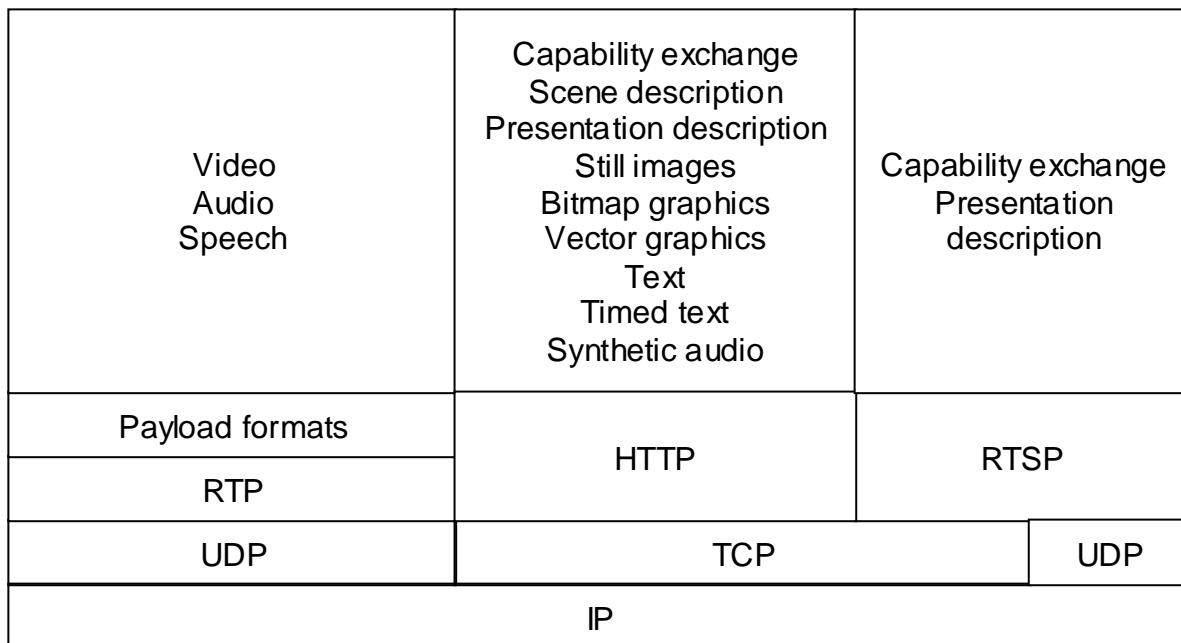 Video
Audio
Speech
Capability exchange
Scene description
Presentation description
Still images
Bitmap graphics
Vector graphics
Text
Timed text
Synthetic audio
Capability exchange
Presentation
description
Payload formats
RTP
HTTP
RTSP
UDP
TCP
UDP
IP